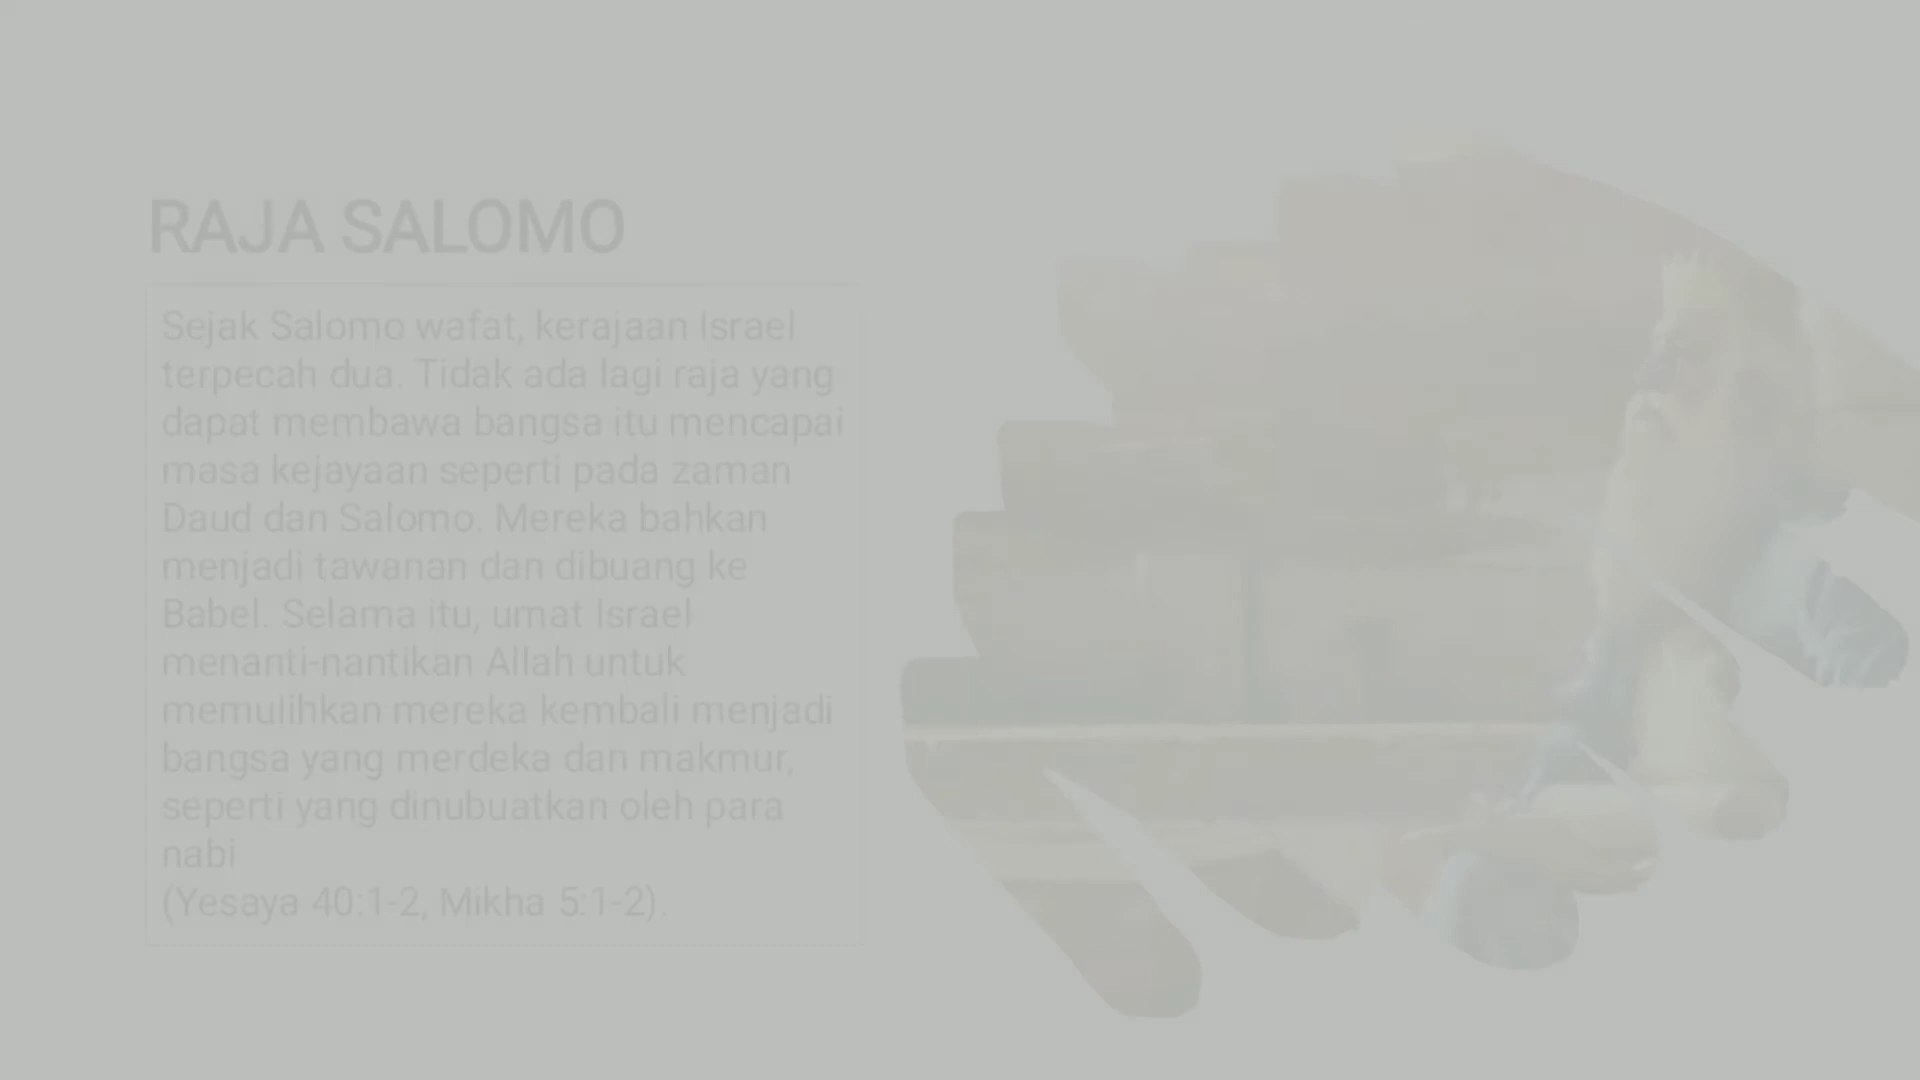 RAJA SALOMO
Sejak Salomo wafat, kerajaan Israel
terpecah dua. Tidak ada lagi raja yang
dapat membawa bangsa itu mencapai
masa kejayaan seperti pada zaman
Daud dan Salomo. Mereka bahkan
menjadi tawanan dan dibuang ke
Babel. Selama itu, umat Israel
menanti-nantikan Allah untuk
memulihkan mereka kembali menjadi
bangsa yang merdeka dan makmur,
seperti yang dinubuatkan oleh para
nabi
(Yesaya 40:1-2, Mikha 5:1-2).